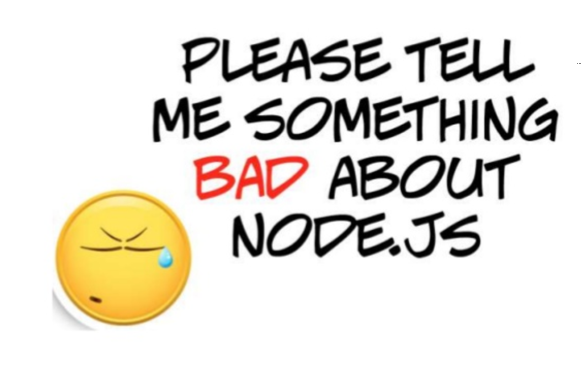 PLEASE TELL
ME SOMETHING
BAD ABOUT
NODE.JS